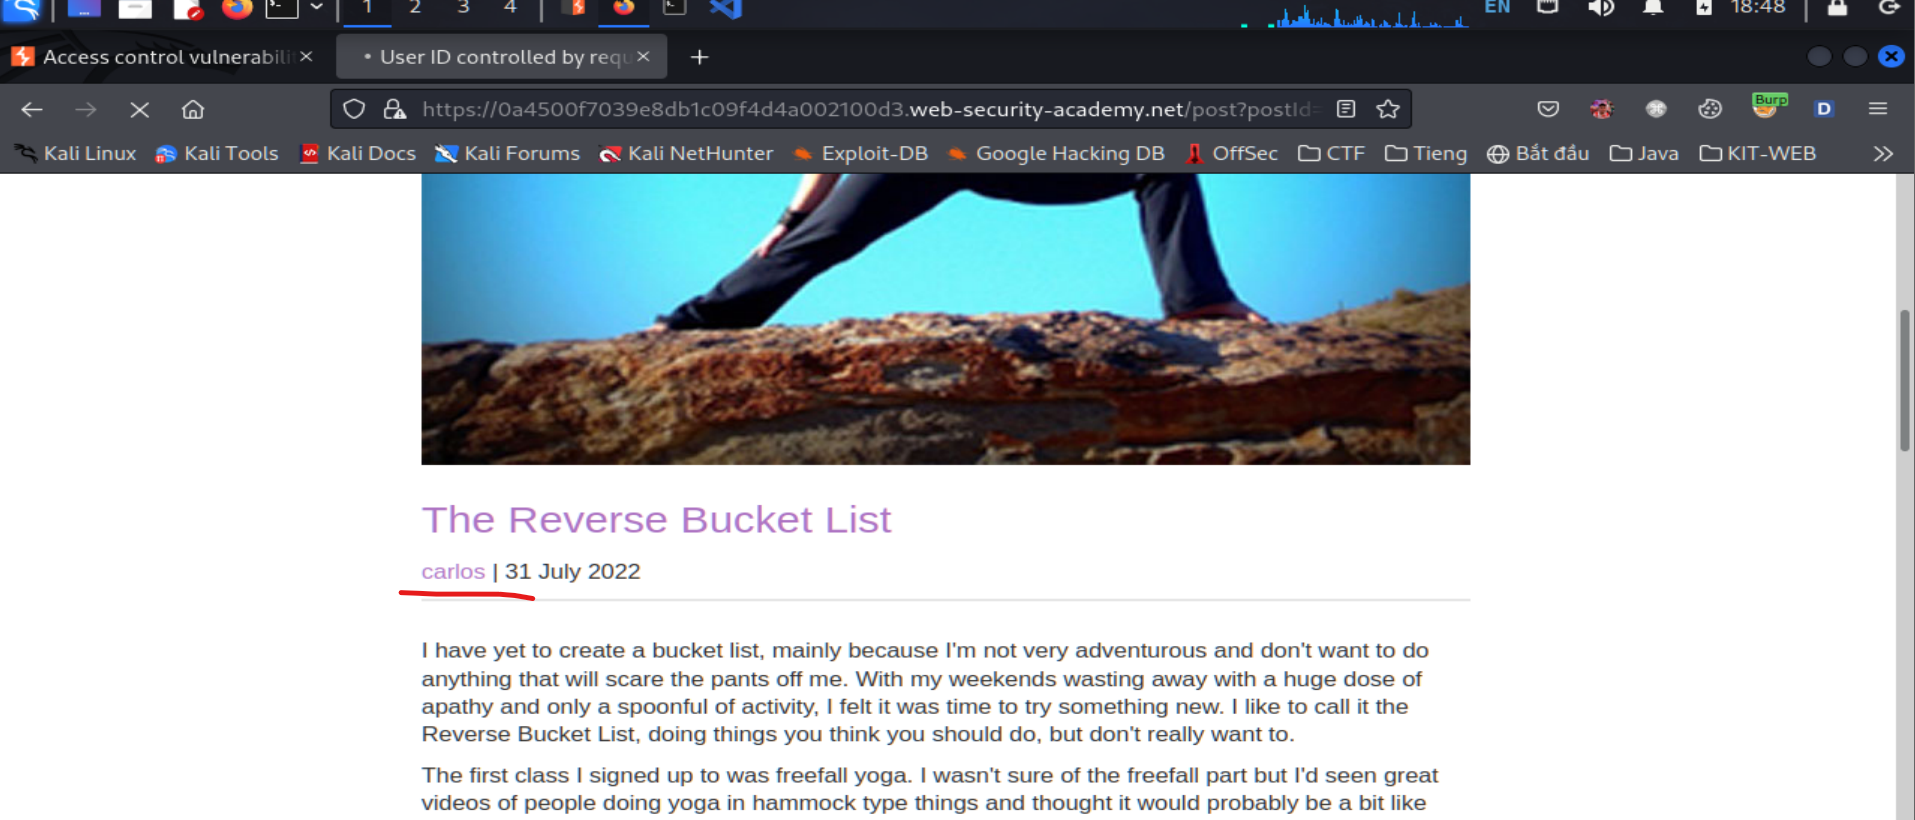 1 2 3 4 EN 18:48
Access control vulnerabilit User ID controlled by requ
https://0a4500f7039e8db1c09f4d4a002100d3.web-security-academy.net/post?postId= Burp D
Kali Linux Kali Tools Kali Docs Kali Forums Kali NetHunter Exploit-DB Google Hacking DB OffSec CTF Tieng Bắt đầu Java KIT-WEB
The Reverse Bucket List
carlos | 31 July 2022
I have yet to create a bucket list, mainly because I'm not very adventurous and don't want to do
anything that will scare the pants off me. With my weekends wasting away with a huge dose of
apathy and only a spoonful of activity, I felt it was time to try something new. I like to call it the
Reverse Bucket List, doing things you think you should do, but don't really want to.
The first class I signed up to was freefall yoga. I wasn't sure of the freefall part but I'd seen great
videos of people doing yoga in hammock type things and thought it would probably be a bit like